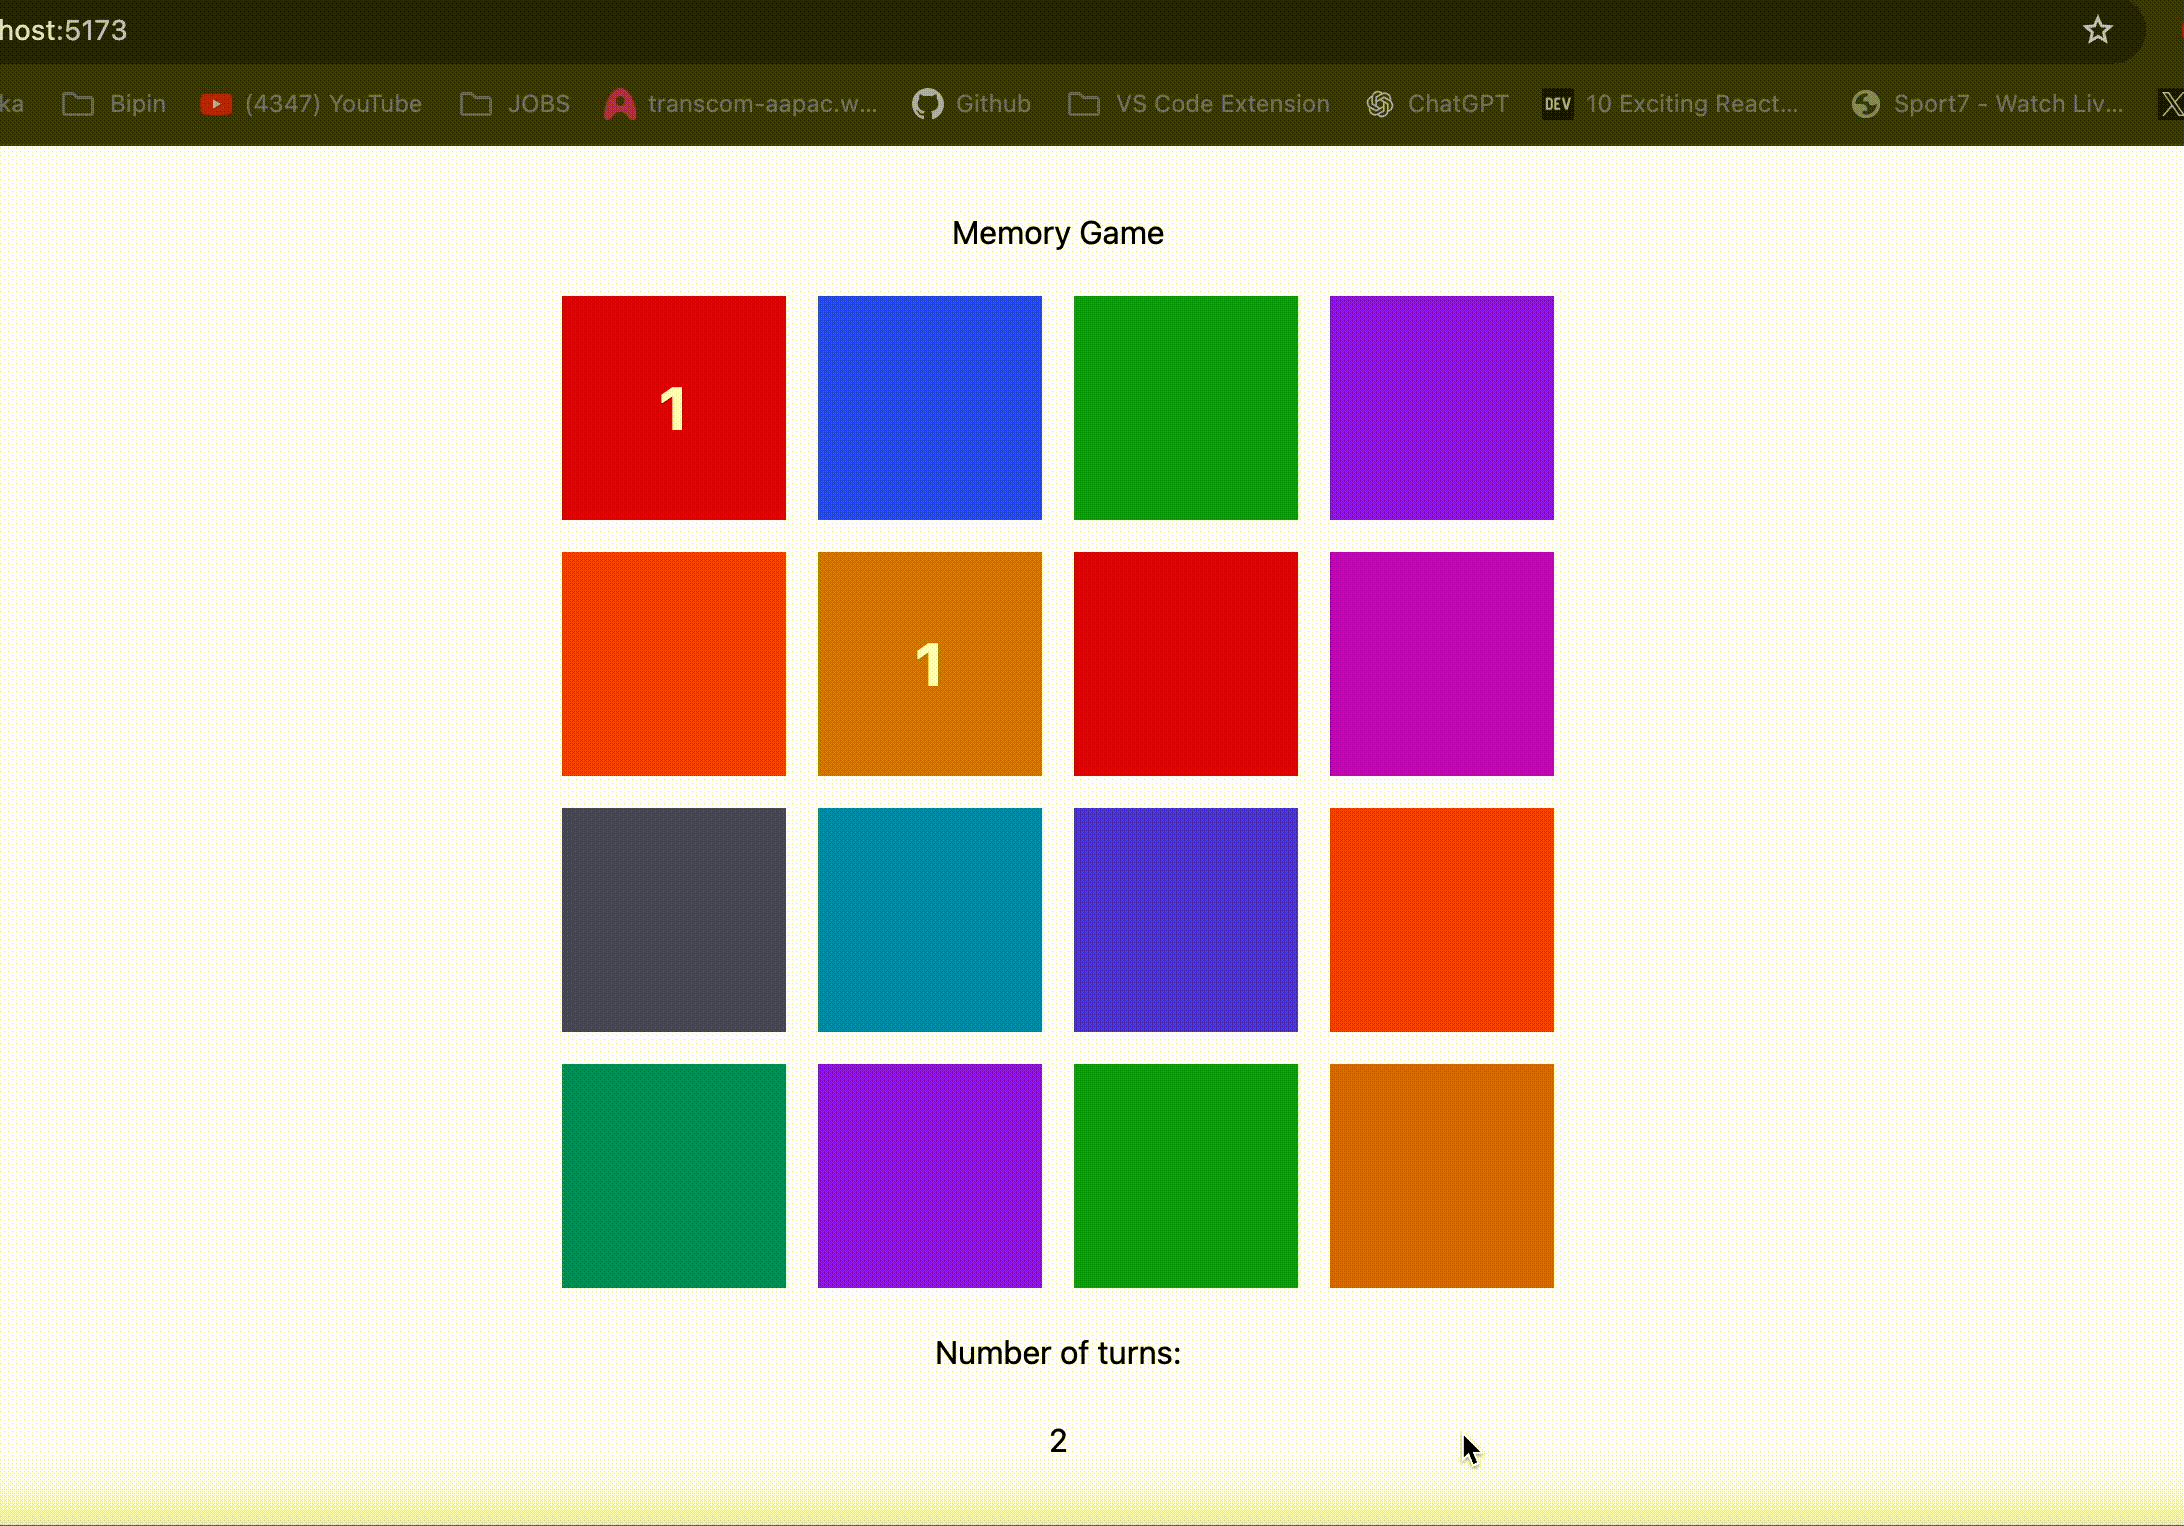 host:5173
ka Bipin (4347) YouTube JOBS transcom-aapac.w... Github VS Code Extension ChatGPT DEV 10 Exciting React... Sport7 - Watch Liv...
Memory Game
1
1
Number of turns:
2